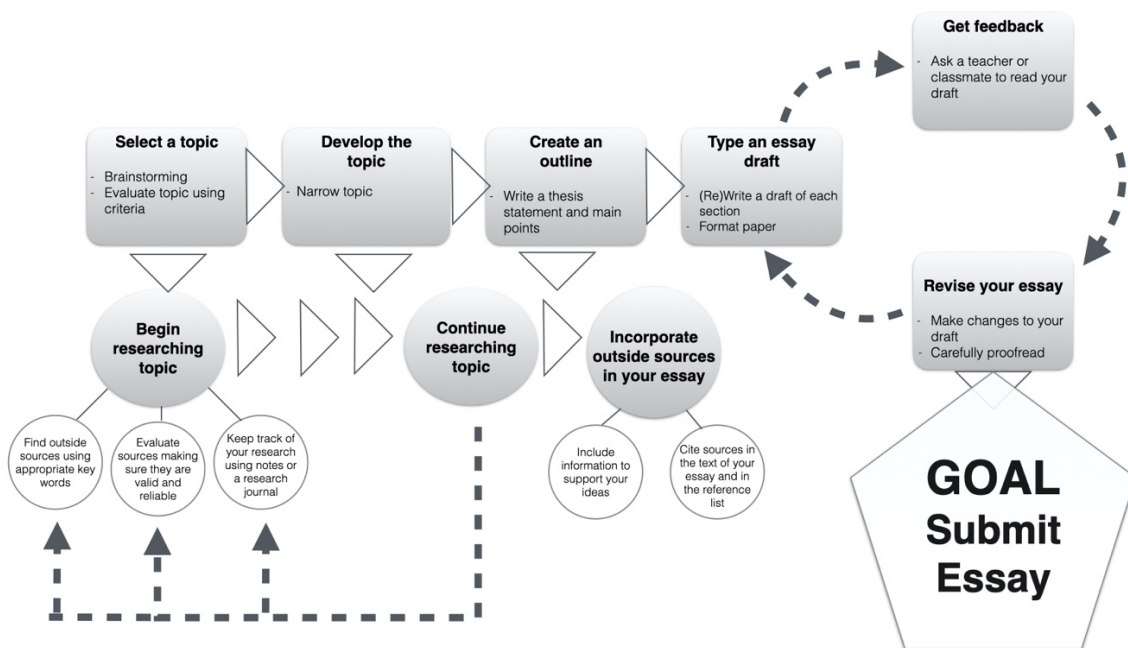 Select a topic
- Brainstorming
- Evaluate topic using
criteria
Develop the
topic
- Narrow topic
Create an
outline
- Write a thesis
statement and main
points
Type an essay
draft
- (Re)Write a draft of each
section
- Format paper
Get feedback
- Ask a teacher or
classmate to read your
draft
Revise your essay
- Make changes to your
draft
- Carefully proofread
Begin
researching
topic
Continue
researching
topic
Incorporate
outside sources
in your essay
Find outside
sources using
appropriate key
words
Evaluate
sources making
sure they are
valid and
reliable
Keep track of
your research
using notes or
a research
journal
Include
information to
support your
ideas
Cite sources in
the text of your
essay and in
the reference
list
GOAL
Submit
Essay